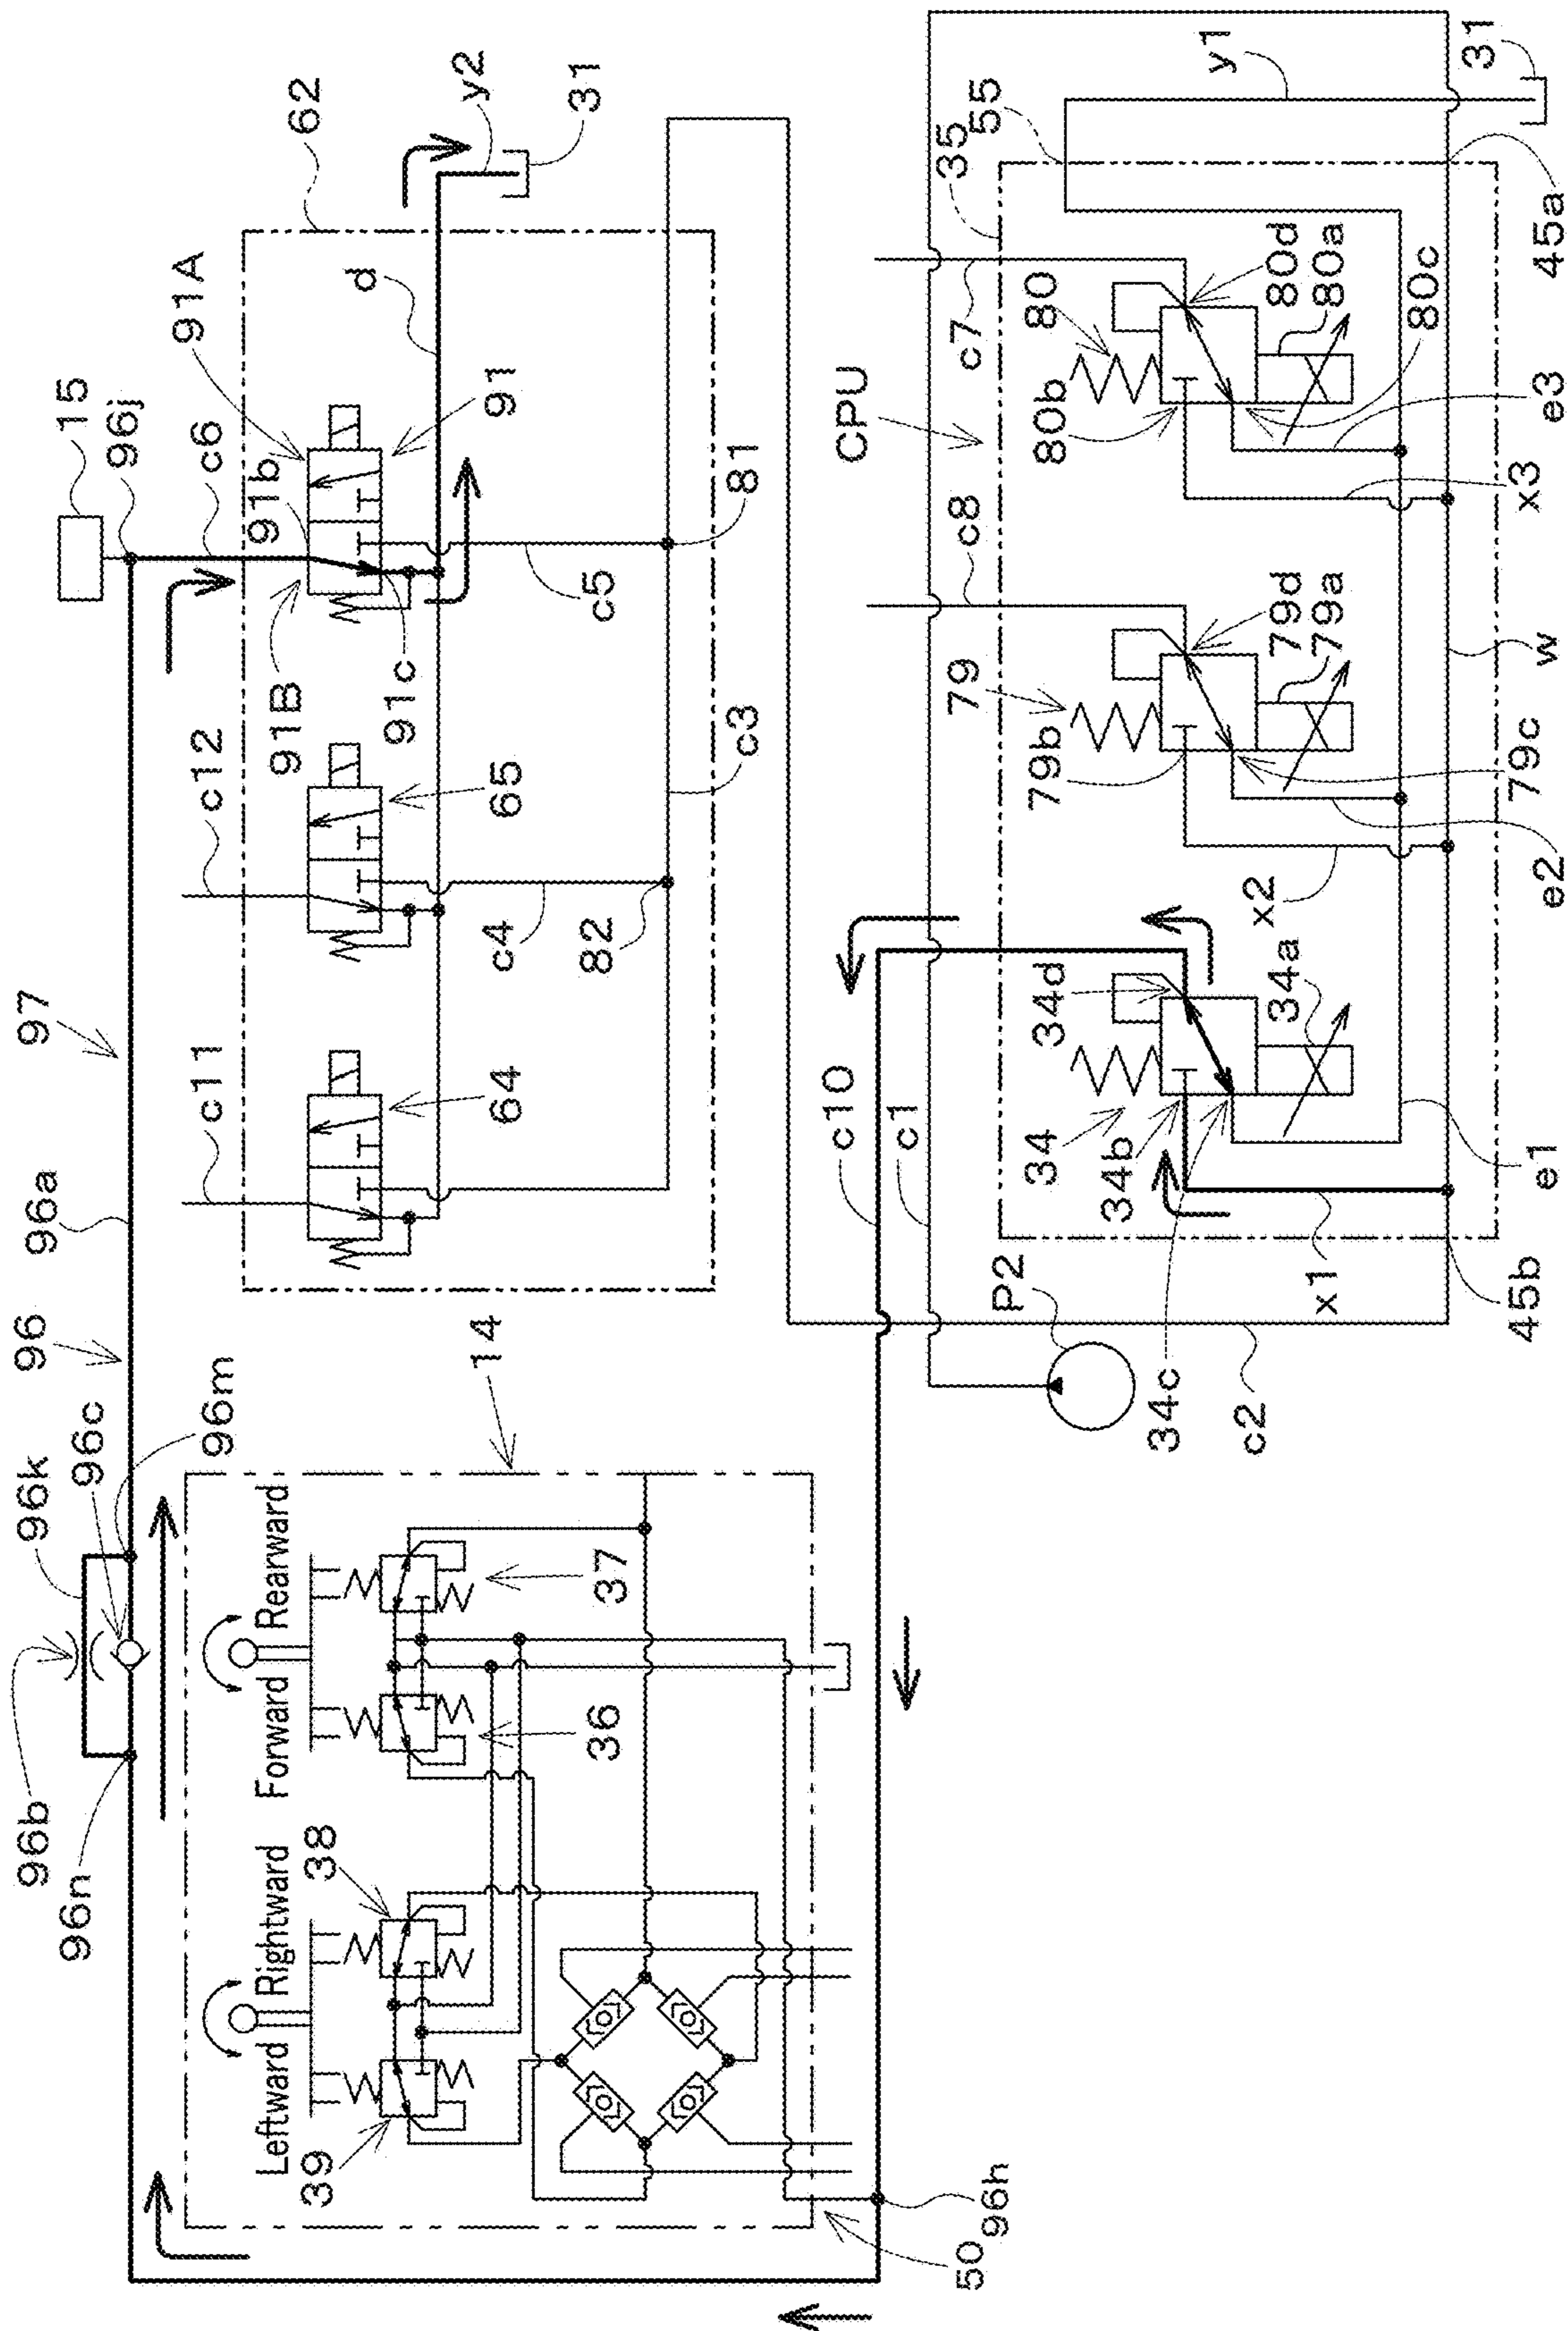 97
96
96a
96k
96c
96m
96b
96n
15
96j
c6
91A
91b
91B
91c
91
d
62
y2
31
c12
c11
65
64
c4
c5
82
81
c3
14
Leftward Rightward
Forward Rearward
39
38
36
37
50
96h
CPU
c10
c1
c2
P2
34
34a
34b
34c
34d
x1
45b
e1
79
79a
79b
79c
79d
c8
x2
e2
w
80
80a
80b
80c
80d
c7
x3
e3
35
55
y1
31
45a